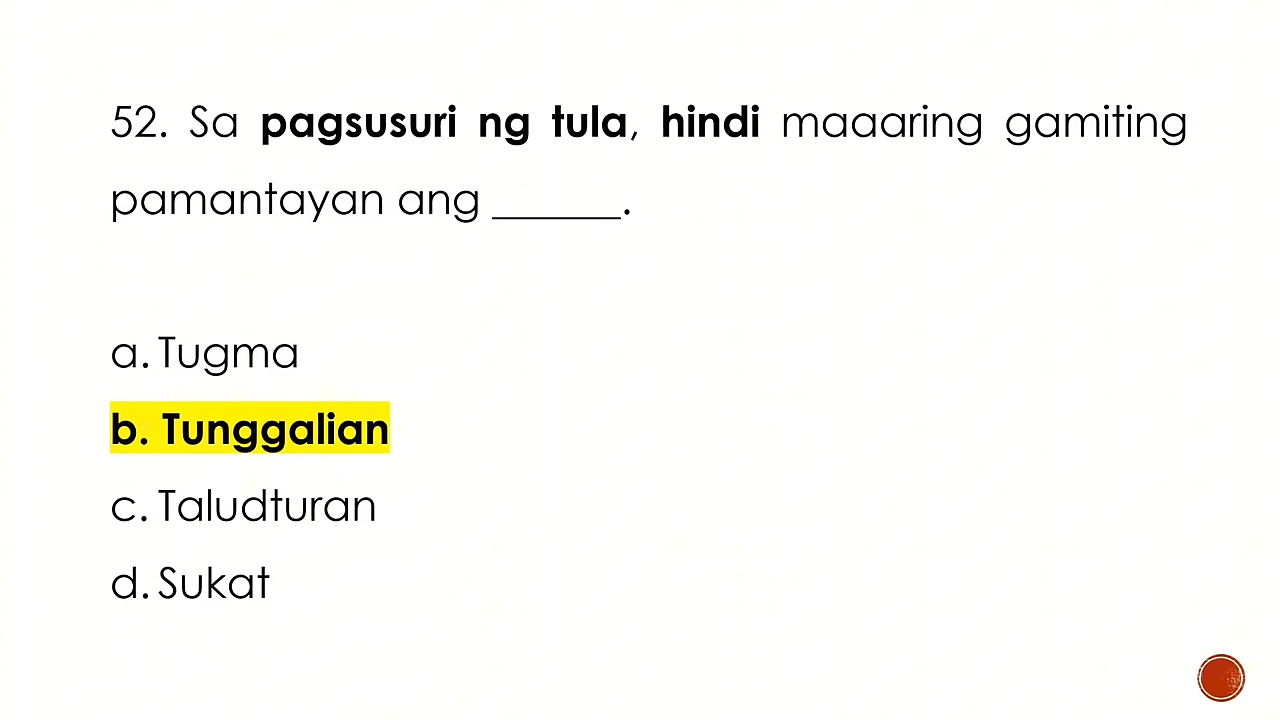 52. Sa pagsusuri ng tula, hindi maaaring gamiting
pamantayan ang ______.
a. Tugma
b. Tunggalian
c. Taludturan
d. Sukat